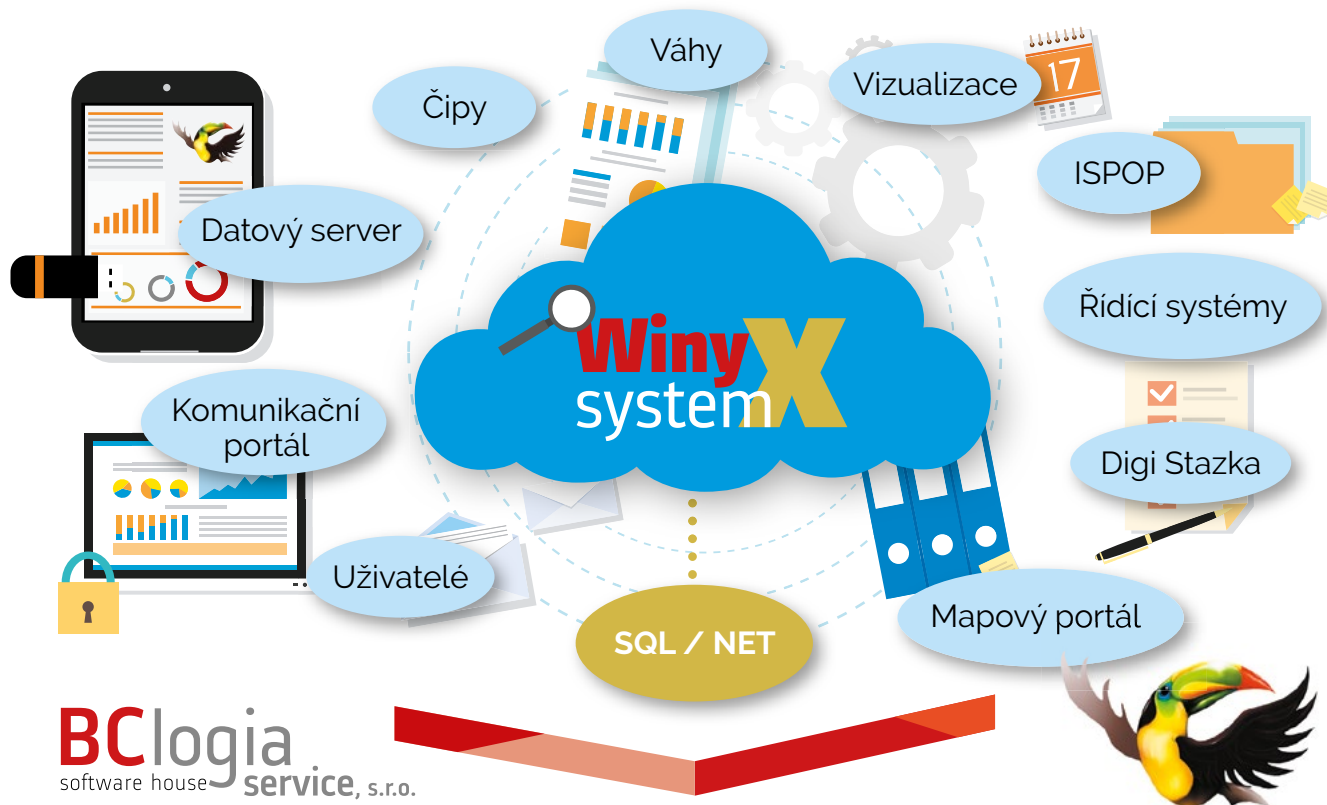 Váhy
Čipy
Vizualizace
17
ISPOP
Datový server
Řídící systémy
WinyX
system
Komunikační
portál
Digi Stazka
Uživatelé
Mapový portál
SQL / NET
BClogia
software house
service, s.r.o.